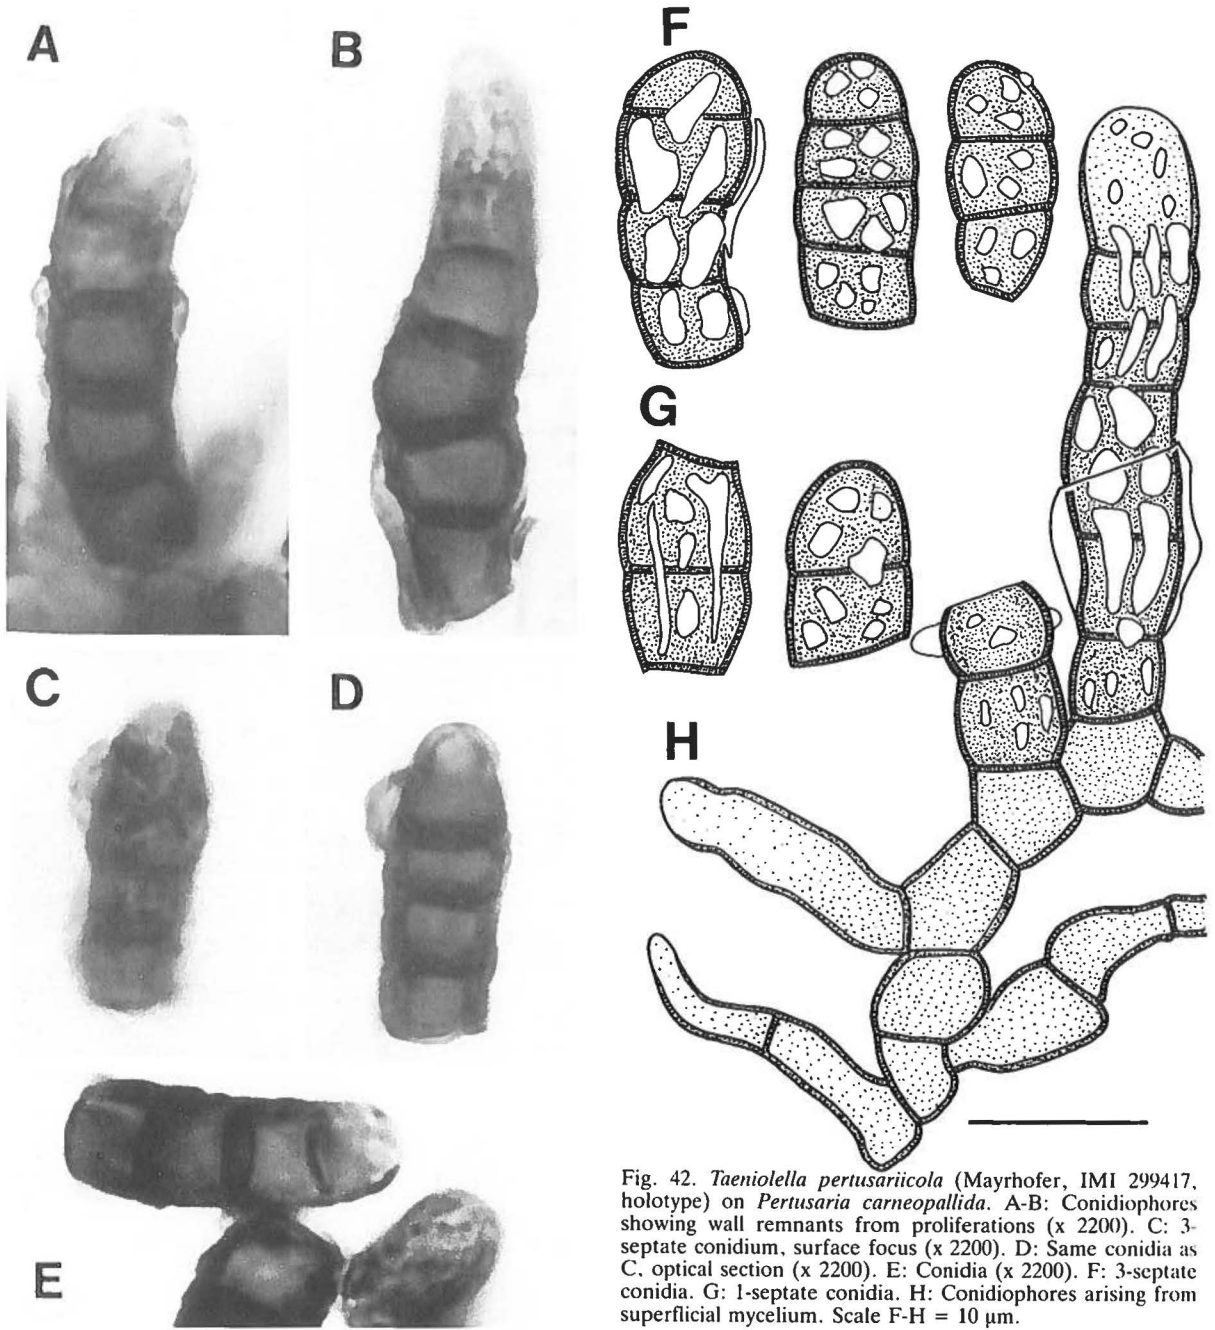 A
B
F
G
C
D
H
E
Fig. 42. Taeniolella pertusariicola (Mayrhofer, IMI 299417,
holotype) on Pertusaria carneopallida. A-B: Conidiophores
showing wall remnants from proliferations (x 2200). C: 3-
septate conidium, surface focus (x 2200). D: Same conidia as
C, optical section (x 2200). E: Conidia (x 2200). F: 3-septate
conidia. G: 1-septate conidia. H: Conidiophores arising from
superflicial mycelium. Scale F-H = 10 µm.